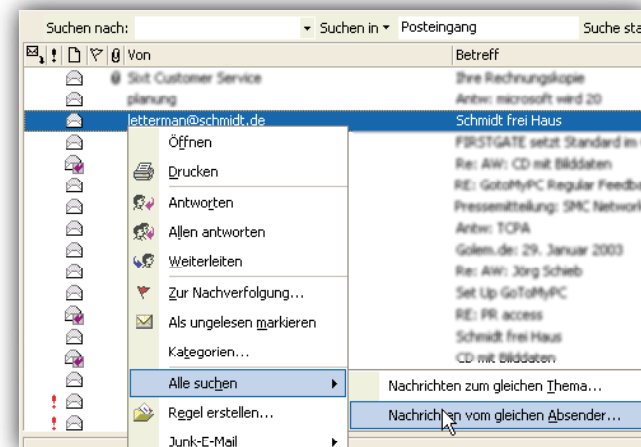 Suchen nach: Suchen in Posteingang Suche sta
Von Betreff
Sixt Customer Service Ihre Rechnungskopie
planung Antw: microsoft word 20
letterman@schmidt.de Schmidt frei Haus
Öffnen FIRSTGATE setzt Standard im
Drucken Re: AW: CD mit Bilddaten
RE: GotoMyPC Regular Feedba
Antworten Pressemitteilung: SMC Network
Allen antworten Antw: TCPA
Golem.de: 29. Januar 2003
Weiterleiten Re: AW: Jörg Schieb
Zur Nachverfolgung... Set Up GoToMyPC
RE: PR access
Als ungelesen markieren Schmidt frei Haus
Kategorien... CD mit Bilddaten
Alle suchen Nachrichten zum gleichen Thema...
Regel erstellen... Nachrichten vom gleichen Absender...
Junk-E-Mail